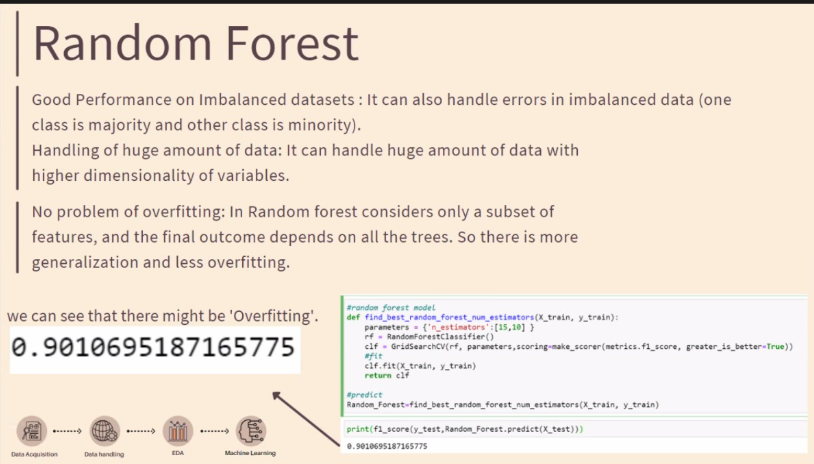 Random Forest
Good Performance on Imbalanced datasets : It can also handle errors in imbalanced data (one
class is majority and other class is minority).
Handling of huge amount of data: It can handle huge amount of data with
higher dimensionality of variables.
No problem of overfitting: In Random forest considers only a subset of
features, and the final outcome depends on all the trees. So there is more
generalization and less overfitting.
we can see that there might be 'Overfitting'.
0.9010695187165775
#random forest model
def find_best_random_forest_num_estimators(X_train, y_train):
    parameters = {'n_estimators':[15,10] }
    rf = RandomForestClassifier()
    clf = GridSearchCV(rf, parameters,scoring=make_scorer(metrics.f1_score, greater_is_better=True))
    #fit
    clf.fit(X_train, y_train)
    return clf
#predict
Random_Forest=find_best_random_forest_num_estimators(X_train, y_train)
print(f1_score(y_test,Random_Forest.predict(X_test)))
0.9010695187165775
Data Acquisition
Data handling
EDA
Machine Learning